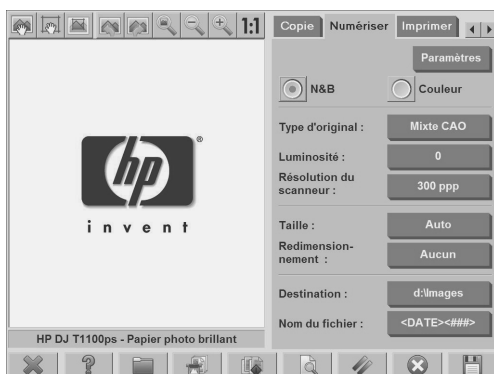 1:1
Copie
Numériser
Imprimer
Paramètres
N&B
Couleur
Type d'original :
Mixte CAO
Luminosité :
0
Résolution du
scanneur :
300 ppp
Taille :
Auto
Redimension-
nement :
Aucun
Destination :
d:\Images
Nom du fichier :
<DATE><###>
hp
®
invent
HP DJ T1100ps - Papier photo brillant